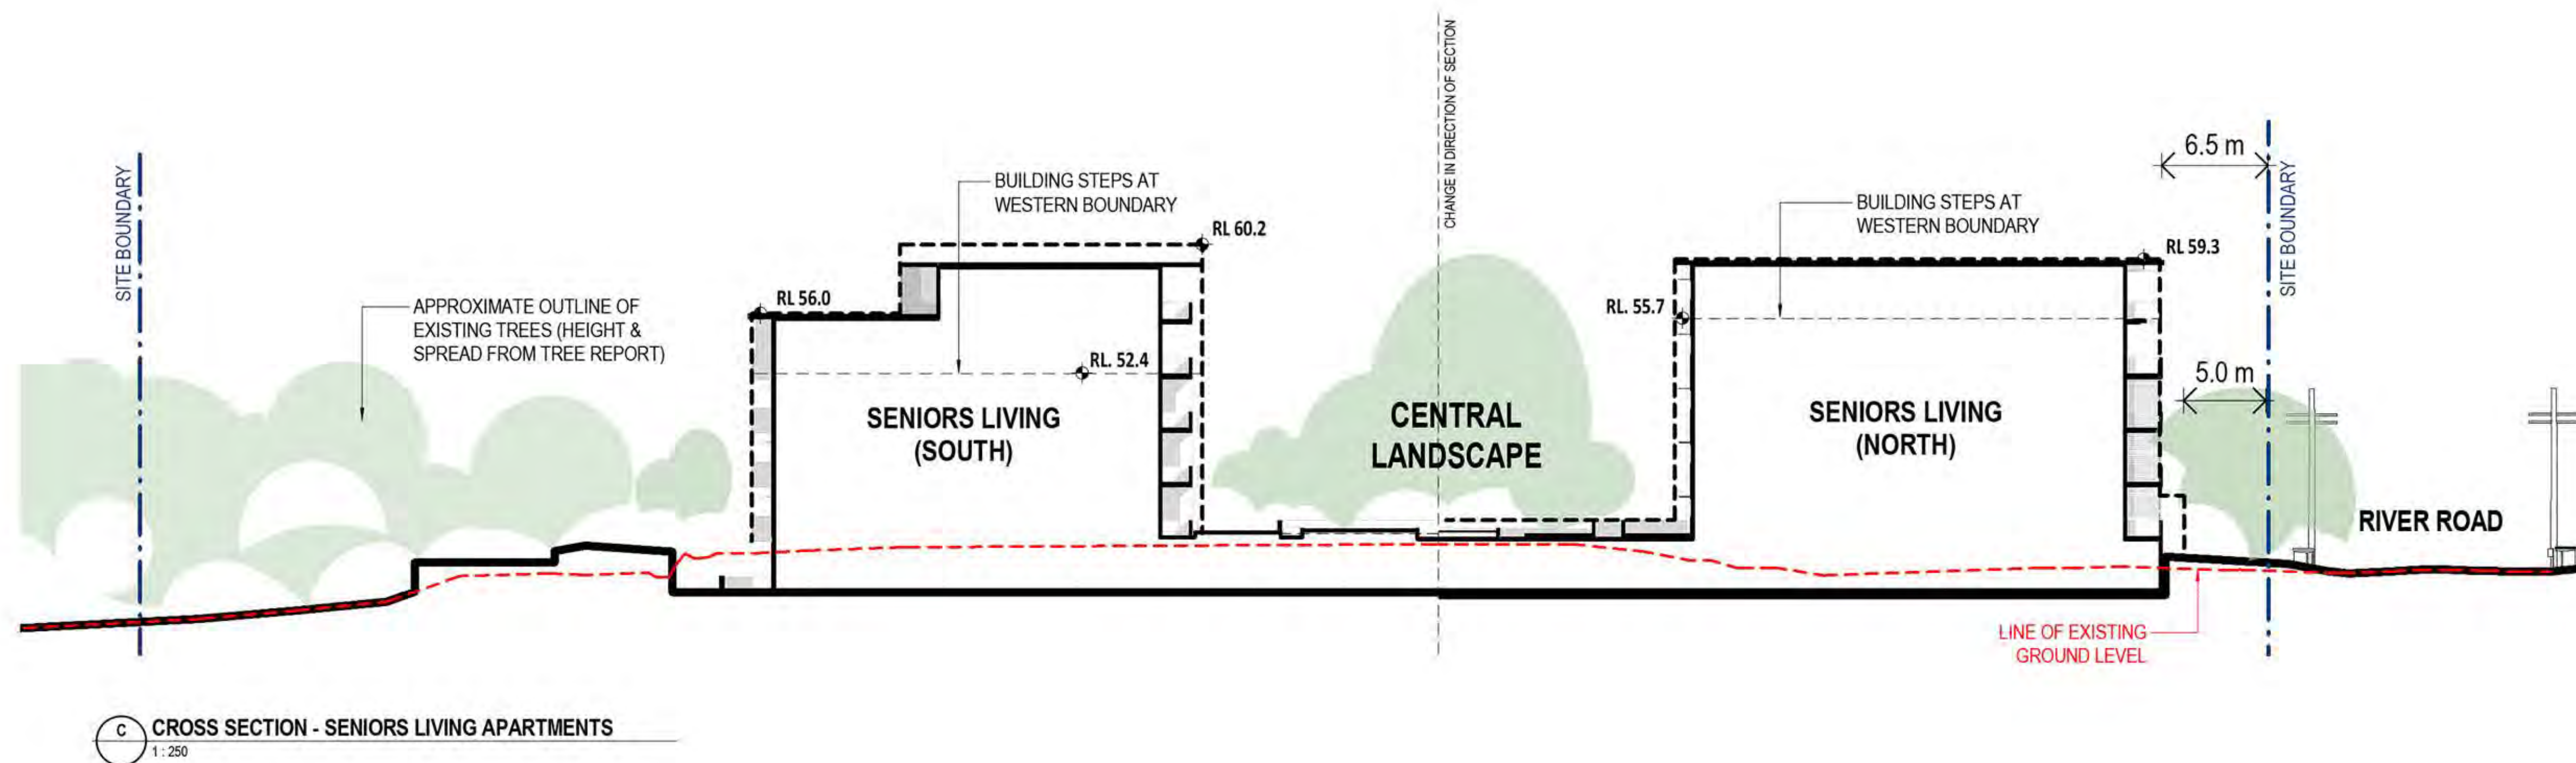 CHANGE IN DIRECTION OF SECTION
SITE BOUNDARY
APPROXIMATE OUTLINE OF
EXISTING TREES (HEIGHT &
SPREAD FROM TREE REPORT)
BUILDING STEPS AT
WESTERN BOUNDARY
RL 60.2
RL 56.0
RL. 52.4
SENIORS LIVING
(SOUTH)
CENTRAL
LANDSCAPE
BUILDING STEPS AT
WESTERN BOUNDARY
RL. 55.7
RL 59.3
SENIORS LIVING
(NORTH)
6.5 m
SITE BOUNDARY
5.0 m
RIVER ROAD
LINE OF EXISTING
GROUND LEVEL
C CROSS SECTION - SENIORS LIVING APARTMENTS
1 : 250